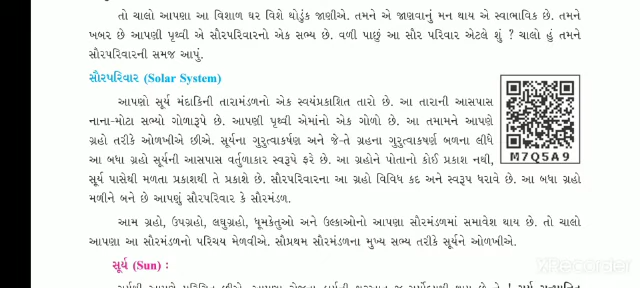 તો ચાલો આપણા આ વિશાળ ઘર વિશે થોડુંક જાણીએ. તમને એ જાણવાનું મન થાય એ સ્વાભાવિક છે. તમને
ખબર છે આપણી પૃથ્વી એ સૌરપરિવારનો એક સભ્ય છે. વળી પાછું આ સૌર પરિવાર એટલે શું ? ચાલો હું તમને
સૌરપરિવારની સમજ આપું.
સૌરપરિવાર (Solar System)
આપણો સૂર્ય મંદાકિની તારામંડળનો એક સ્વયંપ્રકાશિત તારો છે. આ તારાની આસપાસ
નાના-મોટા સભ્યો ગોળારૂપે છે. આપણી પૃથ્વી એમાંનો એક ગોળો છે. આ તમામને આપણે
ગ્રહો તરીકે ઓળખીએ છીએ. સૂર્યના ગુરુત્વાકર્ષણ અને જે-તે ગ્રહના ગુરુત્વાકર્ષણ બળના લીધે
આ બધા ગ્રહો સૂર્યની આસપાસ વર્તુળાકાર સ્વરૂપે ફરે છે. આ ગ્રહોને પોતાનો કોઈ પ્રકાશ નથી,
સૂર્ય પાસેથી મળતા પ્રકાશથી તે પ્રકાશે છે. સૌરપરિવારના આ ગ્રહો વિવિધ કદ અને સ્વરૂપ ધરાવે છે. આ બધા ગ્રહો
મળીને બને છે આપણું સૌરપરિવાર કે સૌરમંડળ.
M7Q5A9
આમ ગ્રહો, ઉપગ્રહો, લઘુગ્રહો, ધૂમકેતુઓ અને ઉલ્કાઓનો આપણા સૌરમંડળમાં સમાવેશ થાય છે. તો ચાલો
આપણા આ સૌરમંડળનો પરિચય મેળવીએ. સૌપ્રથમ સૌરમંડળના મુખ્ય સભ્ય તરીકે સૂર્યને ઓળખીએ.
સૂર્ય (Sun) :
XRecorder